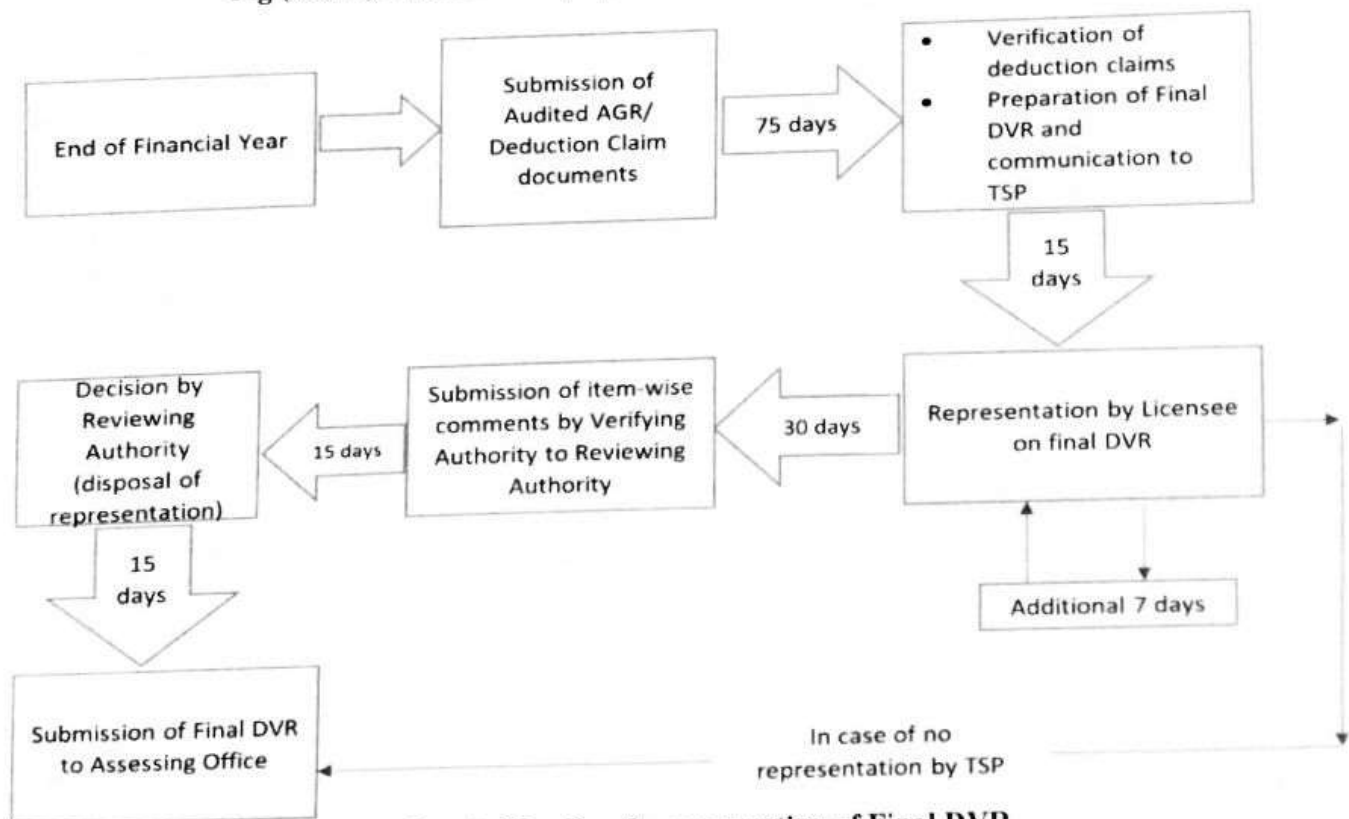 End of Financial Year
Submission of
Audited AGR/
Deduction Claim
documents
75 days
• Verification of
deduction claims
• Preparation of Final
DVR and
communication to
TSP
15
days
Representation by Licensee
on final DVR
Additional 7 days
30 days
Submission of item-wise
comments by Verifying
Authority to Reviewing
Authority
15 days
Decision by
Reviewing
Authority
(disposal of
representation)
15
days
Submission of Final DVR
to Assessing Office
In case of no
representation by TSP
of Final DVR